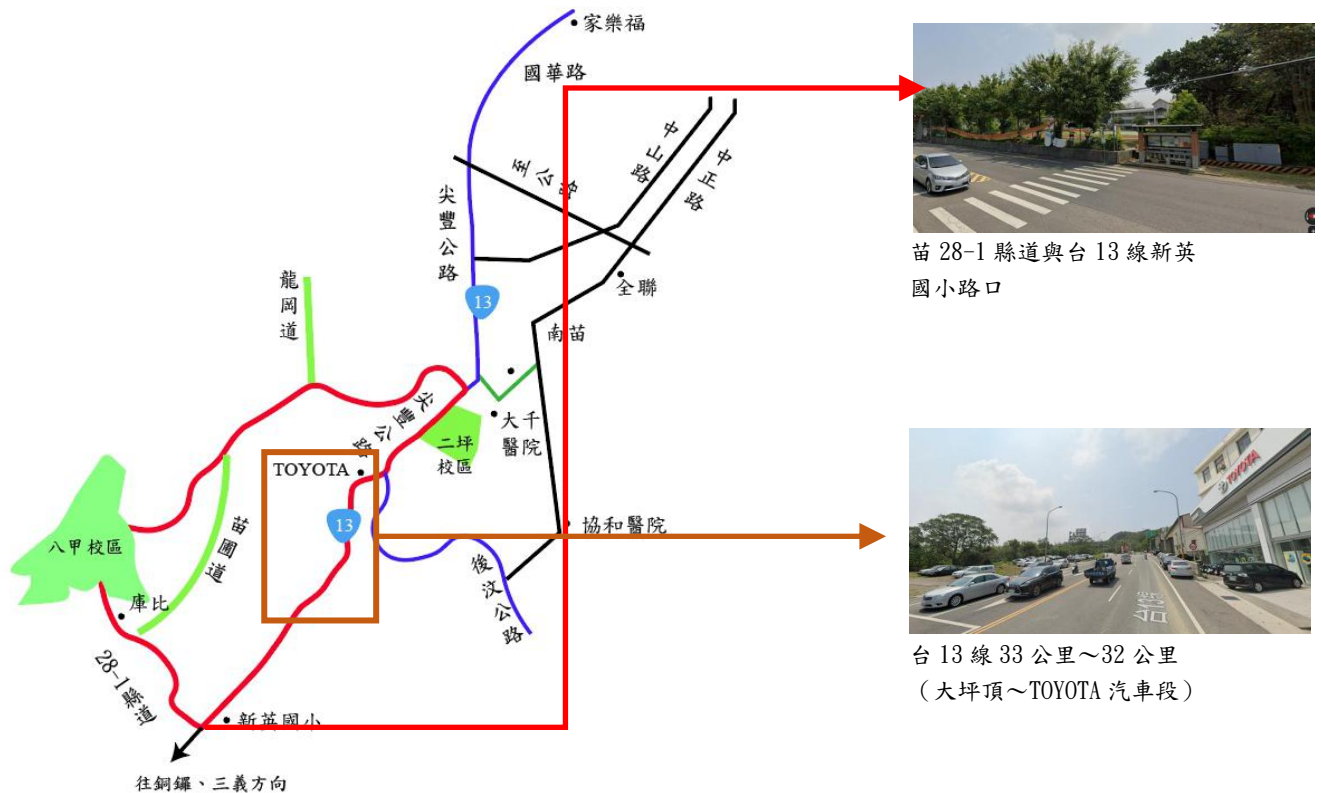 家樂福
國華路
中山路
中正路
至公路
尖豐公路
13
全聯
南苗
龍岡道
大千
醫院
尖豐公路
二坪
校區
TOYOTA
13
協和醫院
八甲校區
苗圃道
後汶公路
庫比
28-1縣道
新英國小
往銅鑼、三義方向
苗 28-1 縣道與台 13 線新英
國小路口
TOYOTA
台13線
台 13 線 33 公里～32 公里
（大坪頂～TOYOTA 汽車段）